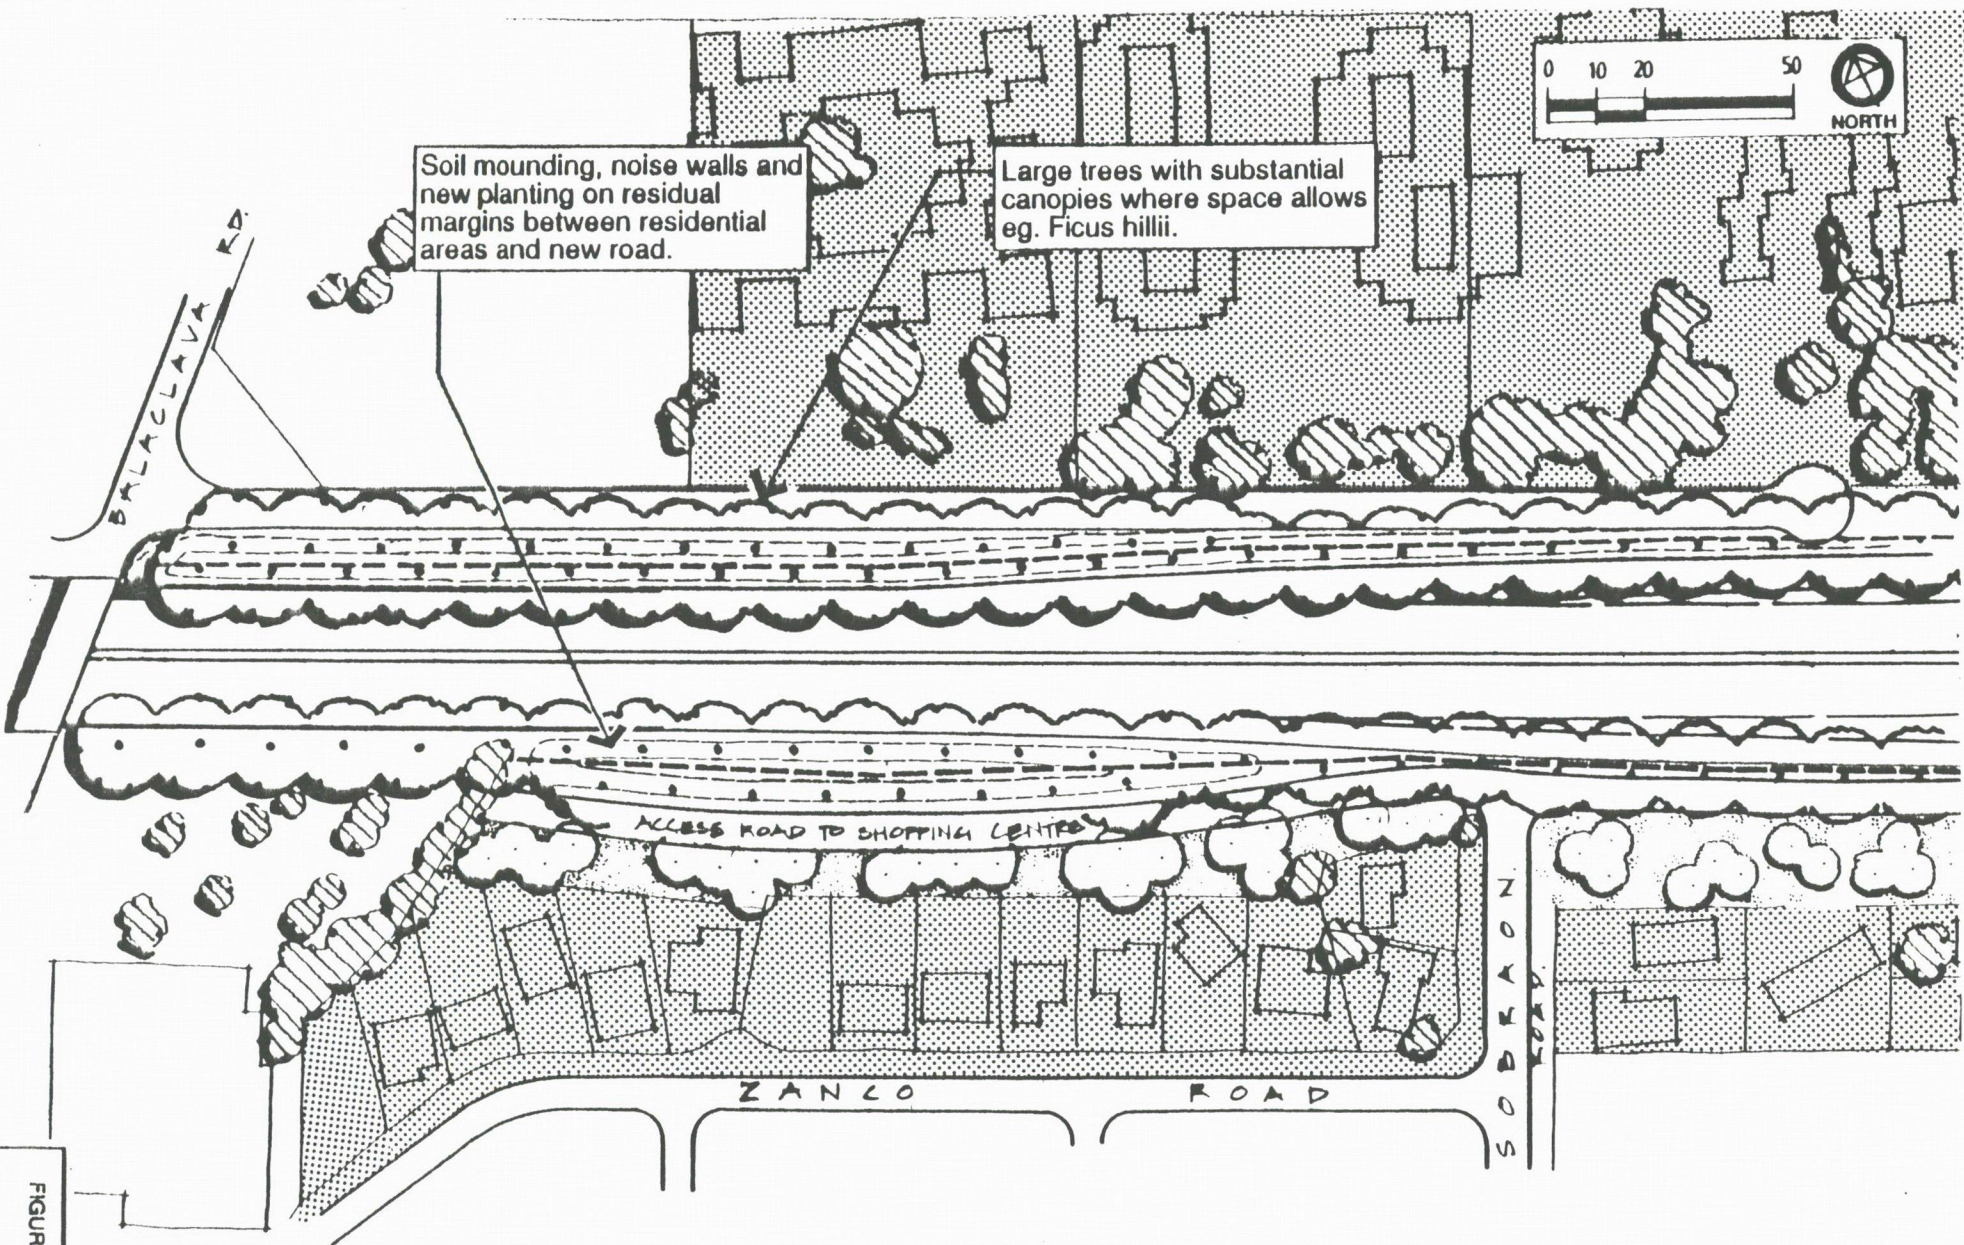 0 10 20 50
NORTH
Soil mounding, noise walls and
new planting on residual
margins between residential
areas and new road.
Large trees with substantial
canopies where space allows
eg. Ficus hillii.
BALACLAVA RD.
ACCESS ROAD TO SHOPPING CENTRE
ZANCO ROAD
SOBRAON
ROAD
FIGUR